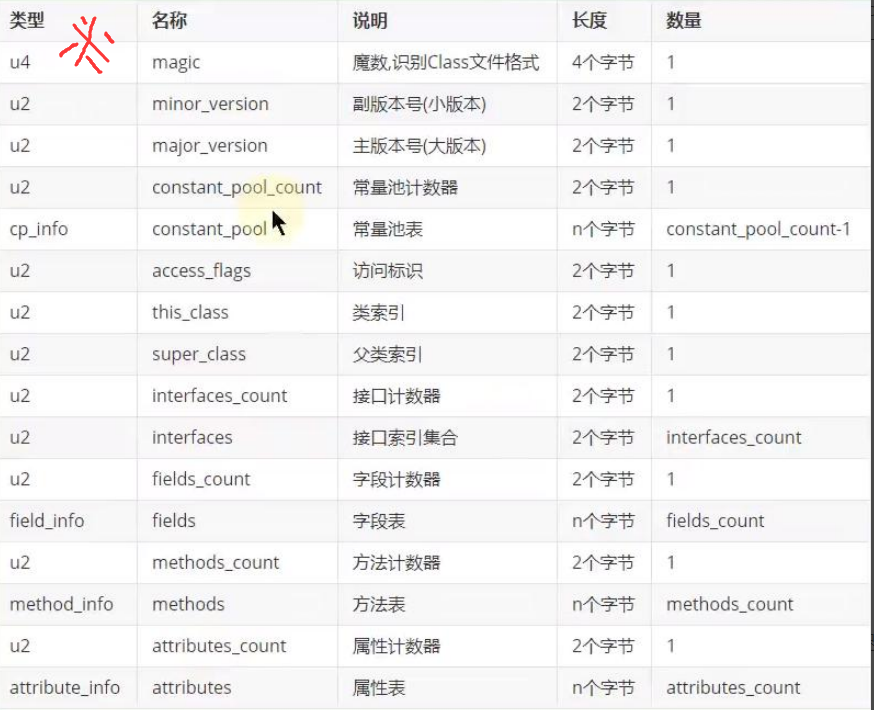 类型 名称 说明 长度 数量
u4 magic 魔数,识别Class文件格式 4个字节 1
u2 minor_version 副版本号(小版本) 2个字节 1
u2 major_version 主版本号(大版本) 2个字节 1
u2 constant_pool_count 常量池计数器 2个字节 1
cp_info constant_pool 常量池表 n个字节 constant_pool_count-1
u2 access_flags 访问标识 2个字节 1
u2 this_class 类索引 2个字节 1
u2 super_class 父类索引 2个字节 1
u2 interfaces_count 接口计数器 2个字节 1
u2 interfaces 接口索引集合 2个字节 interfaces_count
u2 fields_count 字段计数器 2个字节 1
field_info fields 字段表 n个字节 fields_count
u2 methods_count 方法计数器 2个字节 1
method_info methods 方法表 n个字节 methods_count
u2 attributes_count 属性计数器 2个字节 1
attribute_info attributes 属性表 n个字节 attributes_count